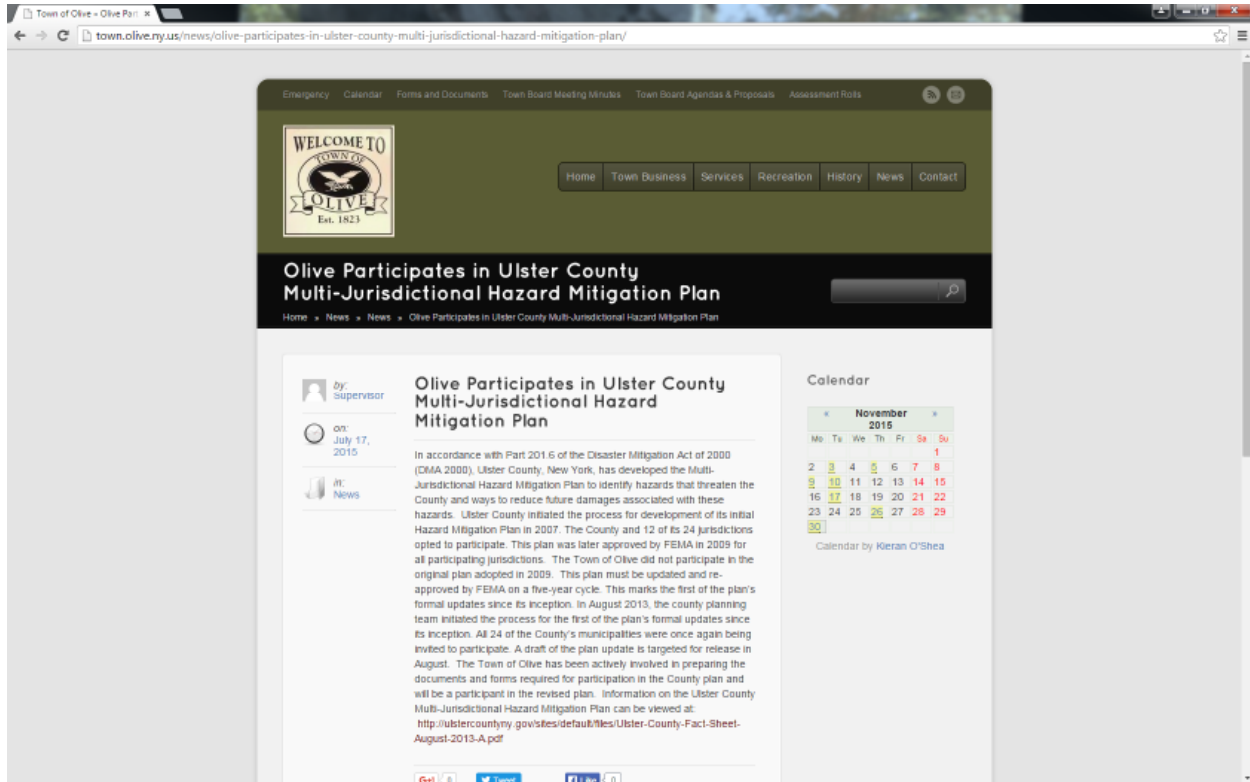 Town of Olive » Olive Part
town.olive.ny.us/news/olive-participates-in-ulster-county-multi-jurisdictional-hazard-mitigation-plan/
Emergency Calendar Forms and Documents Town Board Meeting Minutes Town Board Agendas & Proposals Assessment Rolls
WELCOME TO
TOWN OF
OLIVE
Est. 1823
Home Town Business Services Recreation History News Contact
Olive Participates in Ulster County
Multi-Jurisdictional Hazard Mitigation Plan
Home » News » News » Olive Participates in Ulster County Multi-Jurisdictional Hazard Mitigation Plan
by:
Supervisor
on:
July 17,
2015
in:
News
Olive Participates in Ulster County
Multi-Jurisdictional Hazard
Mitigation Plan
In accordance with Part 201.6 of the Disaster Mitigation Act of 2000
(DMA 2000), Ulster County, New York, has developed the Multi-
Jurisdictional Hazard Mitigation Plan to identify hazards that threaten the
County and ways to reduce future damages associated with these
hazards. Ulster County initiated the process for development of its initial
Hazard Mitigation Plan in 2007. The County and 12 of its 24 jurisdictions
opted to participate. This plan was later approved by FEMA in 2009 for
all participating jurisdictions. The Town of Olive did not participate in the
original plan adopted in 2009. This plan must be updated and re-
approved by FEMA on a five-year cycle. This marks the first of the plan's
formal updates since its inception. In August 2013, the county planning
team initiated the process for the first of the plan's formal updates since
its inception. All 24 of the County's municipalities were once again being
invited to participate. A draft of the plan update is targeted for release in
August. The Town of Olive has been actively involved in preparing the
documents and forms required for participation in the County plan and
will be a participant in the revised plan. Information on the Ulster County
Multi-Jurisdictional Hazard Mitigation Plan can be viewed at:
http://ulstercountyny.gov/sites/default/files/Ulster-County-Fact-Sheet-
August-2013-A.pdf
G+1 0 Tweet Like 0
Calendar
« November »
2015
Mo Tu We Th Fr Sa Su
1
2 3 4 5 6 7 8
9 10 11 12 13 14 15
16 17 18 19 20 21 22
23 24 25 26 27 28 29
30
Calendar by Kieran O'Shea